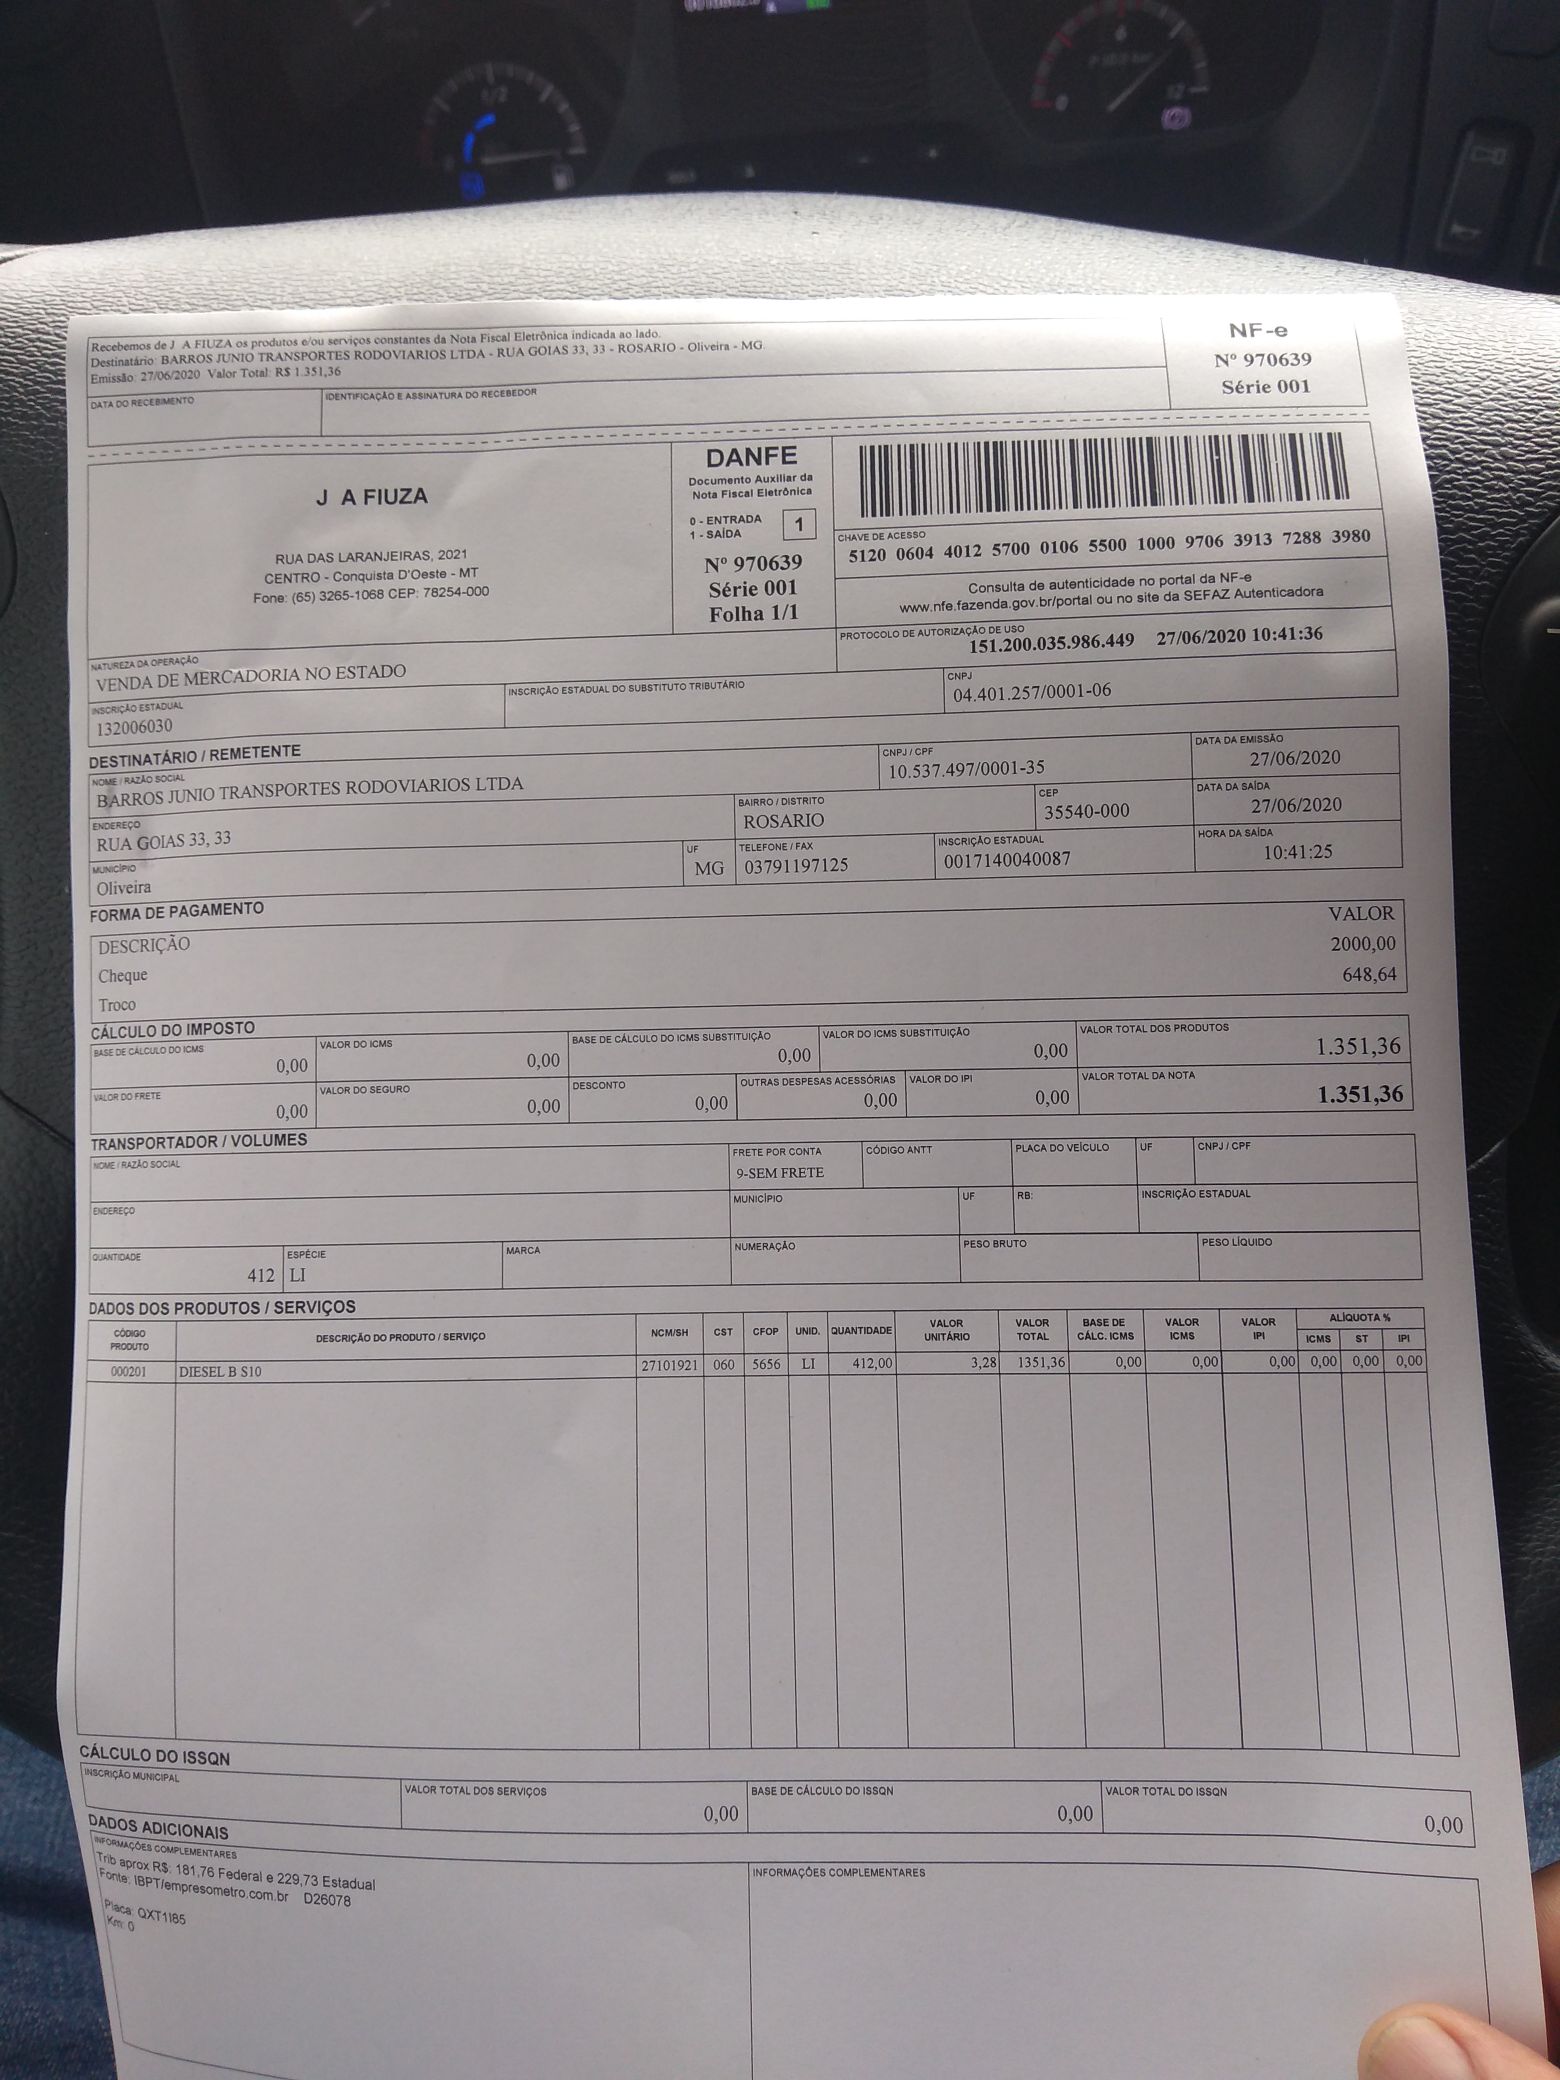 Recebemos de J A FIUZA os produtos e/ou serviços constantes da Nota Fiscal Eletrônica indicada ao lado.
Destinatário: BARROS JUNIO TRANSPORTES RODOVIARIOS LTDA - RUA GOIAS 33, 33 - ROSARIO - Oliveira - MG.
Emissão: 27/06/2020 Valor Total: R$ 1.351,36
DATA DO RECEBIMENTO
IDENTIFICAÇÃO E ASSINATURA DO RECEBEDOR
NF-e
Nº 970639
Série 001
J A FIUZA
RUA DAS LARANJEIRAS, 2021
CENTRO - Conquista D'Oeste - MT
Fone: (65) 3265-1068 CEP: 78254-000
DANFE
Documento Auxiliar da
Nota Fiscal Eletrônica
0 - ENTRADA
1 - SAÍDA
1
Nº 970639
Série 001
Folha 1/1
CHAVE DE ACESSO
5120 0604 4012 5700 0106 5500 1000 9706 3913 7288 3980
Consulta de autenticidade no portal da NF-e
www.nfe.fazenda.gov.br/portal ou no site da SEFAZ Autenticadora
NATUREZA DA OPERAÇÃO
VENDA DE MERCADORIA NO ESTADO
PROTOCOLO DE AUTORIZAÇÃO DE USO
151.200.035.986.449 27/06/2020 10:41:36
INSCRIÇÃO ESTADUAL
132006030
INSCRIÇÃO ESTADUAL DO SUBSTITUTO TRIBUTÁRIO
CNPJ
04.401.257/0001-06
DESTINATÁRIO / REMETENTE
NOME / RAZÃO SOCIAL
BARROS JUNIO TRANSPORTES RODOVIARIOS LTDA
CNPJ / CPF
10.537.497/0001-35
DATA DA EMISSÃO
27/06/2020
ENDEREÇO
RUA GOIAS 33, 33
BAIRRO / DISTRITO
ROSARIO
CEP
35540-000
DATA DA SAÍDA
27/06/2020
MUNICÍPIO
Oliveira
UF
MG
TELEFONE / FAX
03791197125
INSCRIÇÃO ESTADUAL
0017140040087
HORA DA SAÍDA
10:41:25
FORMA DE PAGAMENTO
DESCRIÇÃO VALOR
Cheque 2000,00
Troco 648,64
CÁLCULO DO IMPOSTO
BASE DE CÁLCULO DO ICMS
0,00
VALOR DO ICMS
0,00
BASE DE CÁLCULO DO ICMS SUBSTITUIÇÃO
0,00
VALOR DO ICMS SUBSTITUIÇÃO
0,00
VALOR TOTAL DOS PRODUTOS
1.351,36
VALOR DO FRETE
0,00
VALOR DO SEGURO
0,00
DESCONTO
0,00
OUTRAS DESPESAS ACESSÓRIAS
0,00
VALOR DO IPI
0,00
VALOR TOTAL DA NOTA
1.351,36
TRANSPORTADOR / VOLUMES
NOME / RAZÃO SOCIAL
FRETE POR CONTA
9-SEM FRETE
CÓDIGO ANTT
PLACA DO VEÍCULO
UF
CNPJ / CPF
ENDEREÇO
MUNICÍPIO
UF
RB:
INSCRIÇÃO ESTADUAL
QUANTIDADE
412
ESPÉCIE
LI
MARCA
NUMERAÇÃO
PESO BRUTO
PESO LÍQUIDO
DADOS DOS PRODUTOS / SERVIÇOS
CÓDIGO PRODUTO DESCRIÇÃO DO PRODUTO / SERVIÇO NCM/SH CST CFOP UNID. QUANTIDADE VALOR UNITÁRIO VALOR TOTAL BASE DE CÁLC. ICMS VALOR ICMS VALOR IPI ALÍQUOTA % ICMS ST IPI
000201 DIESEL B S10 27101921 060 5656 LI 412,00 3,28 1351,36 0,00 0,00 0,00 0,00 0,00 0,00
CÁLCULO DO ISSQN
INSCRIÇÃO MUNICIPAL
VALOR TOTAL DOS SERVIÇOS
0,00
BASE DE CÁLCULO DO ISSQN
0,00
VALOR TOTAL DO ISSQN
0,00
DADOS ADICIONAIS
INFORMAÇÕES COMPLEMENTARES
Trib aprox R$: 181,76 Federal e 229,73 Estadual
Fonte: IBPT/empresometro.com.br D26078
Placa: QXT1I85
Km: 0
INFORMAÇÕES COMPLEMENTARES
1/2
6
0
12